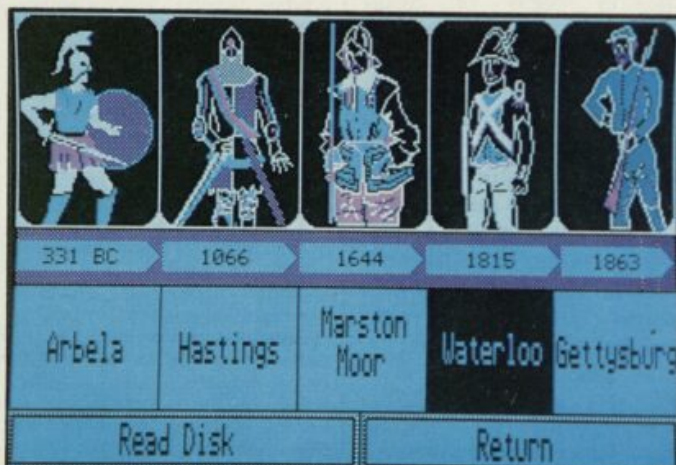 331 BC
1066
1644
1815
1863
Arbela
Hastings
Marston
Moor
Waterloo
Gettysburg
Read Disk
Return